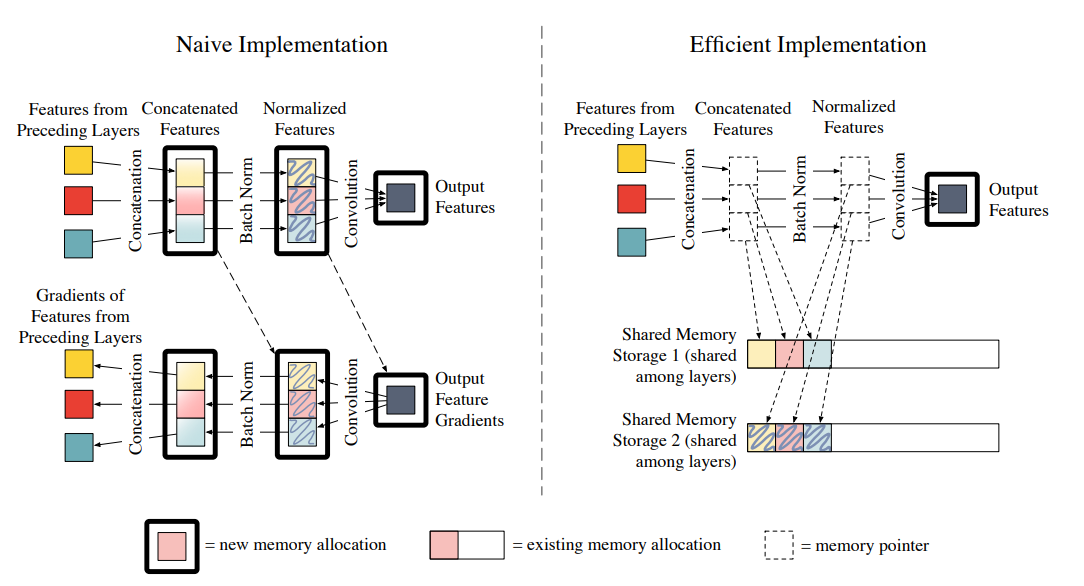 Naive Implementation
Features from
Preceding Layers
Concatenated
Features
Normalized
Features
Concatenation
Batch Norm
Convolution
Output
Features
Gradients of
Features from
Preceding Layers
Concatenation
Batch Norm
Convolution
Output
Feature
Gradients
Efficient Implementation
Features from
Preceding Layers
Concatenated
Features
Normalized
Features
Concatenation
Batch Norm
Convolution
Output
Features
Shared Memory
Storage 1 (shared
among layers)
Shared Memory
Storage 2 (shared
among layers)
= new memory allocation
= existing memory allocation
= memory pointer